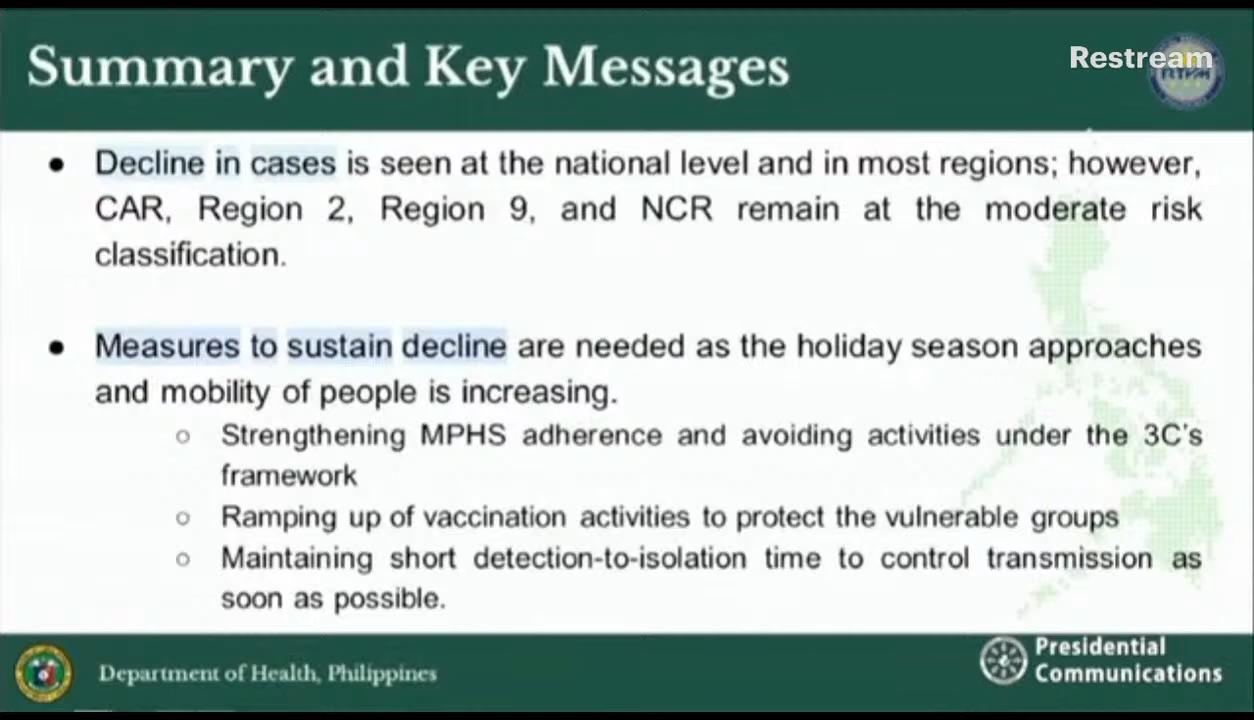 Summary and Key Messages
Restream
● Decline in cases is seen at the national level and in most regions; however,
CAR, Region 2, Region 9, and NCR remain at the moderate risk
classification.
● Measures to sustain decline are needed as the holiday season approaches
and mobility of people is increasing.
○ Strengthening MPHS adherence and avoiding activities under the 3C's
framework
○ Ramping up of vaccination activities to protect the vulnerable groups
○ Maintaining short detection-to-isolation time to control transmission as
soon as possible.
Department of Health, Philippines
Presidential
Communications